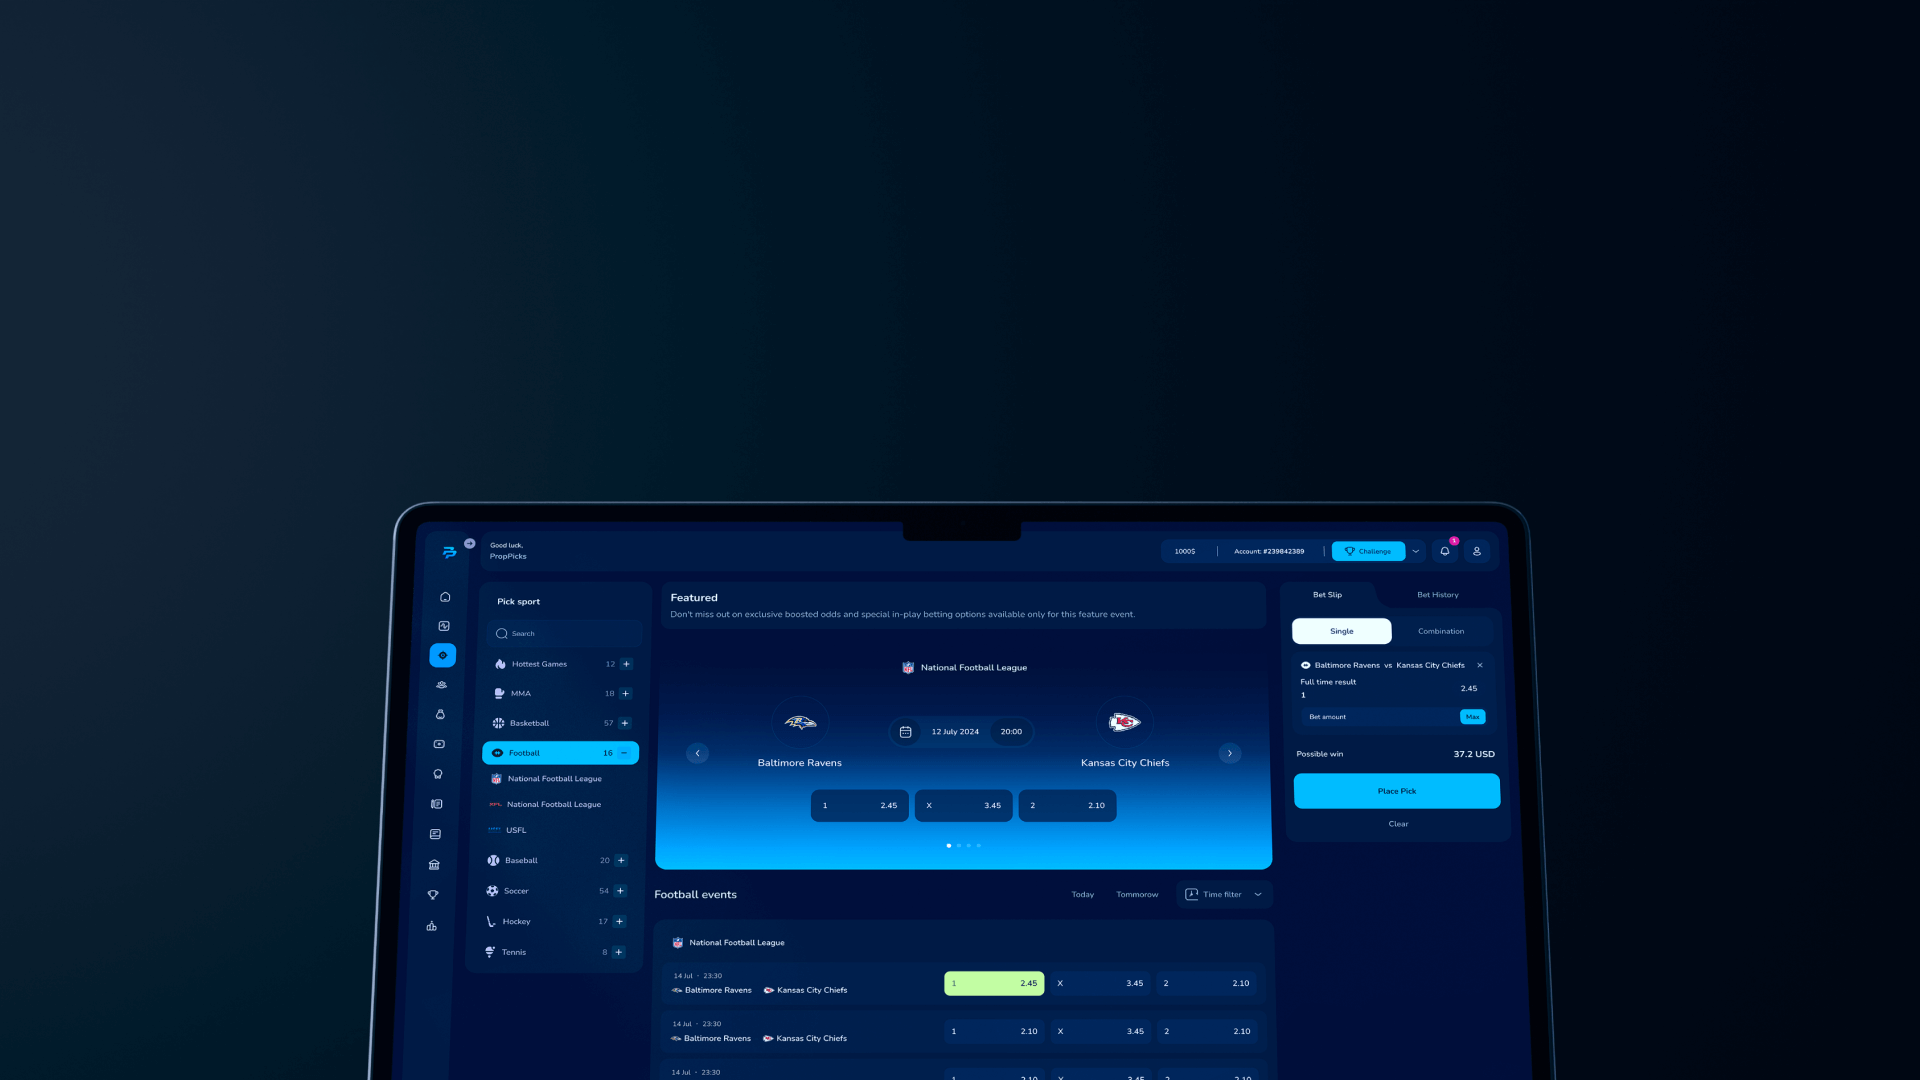 Good luck,
PropPicks
1000$
Account: #239842389
Challenge
1
Pick sport
Search
Hottest Games 12 +
MMA 18 +
Basketball 57 +
Football 16 −
National Football League
National Football League
USFL
Baseball 20 +
Soccer 54 +
Hockey 17 +
Tennis 8 +
Featured
Don't miss out on exclusive boosted odds and special in-play betting options available only for this feature event.
National Football League
12 July 2024 20:00
Baltimore Ravens
Kansas City Chiefs
1 2.45
X 3.45
2 2.10
Football events
Today
Tommorow
Time filter
National Football League
14 Jul - 23:30
Baltimore Ravens Kansas City Chiefs
1 2.45 X 3.45 2 2.10
14 Jul - 23:30
Baltimore Ravens Kansas City Chiefs
1 2.10 X 3.45 2 2.10
14 Jul - 23:30
1 2.10 X 3.45 2 2.10
Bet Slip
Bet History
Single
Combination
Baltimore Ravens vs Kansas City Chiefs
Full time result
1
2.45
Bet amount
Max
Possible win
37.2 USD
Place Pick
Clear